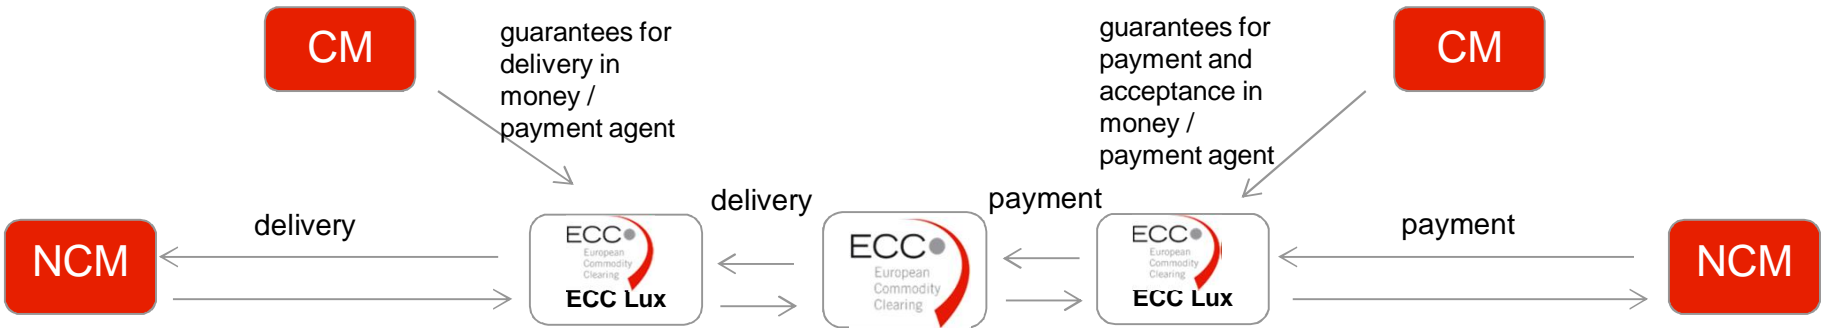 CM
guarantees for
delivery in
money /
payment agent
guarantees for
payment and
acceptance in
money /
payment agent
CM
NCM
delivery
ECC
European
Commodity
Clearing
ECC Lux
delivery
ECC
European
Commodity
Clearing
payment
ECC
European
Commodity
Clearing
ECC Lux
payment
NCM